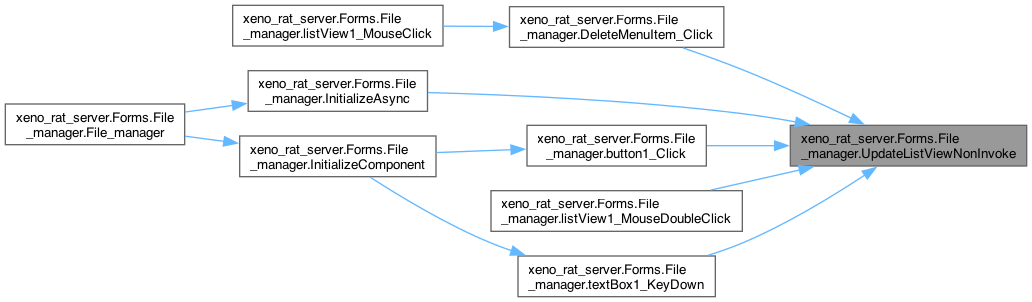 xeno_rat_server.Forms.File
_manager.listView1_MouseClick
xeno_rat_server.Forms.File
_manager.DeleteMenuItem_Click
xeno_rat_server.Forms.File
_manager.InitializeAsync
xeno_rat_server.Forms.File
_manager.File_manager
xeno_rat_server.Forms.File
_manager.InitializeComponent
xeno_rat_server.Forms.File
_manager.button1_Click
xeno_rat_server.Forms.File
_manager.UpdateListViewNonInvoke
xeno_rat_server.Forms.File
_manager.listView1_MouseDoubleClick
xeno_rat_server.Forms.File
_manager.textBox1_KeyDown